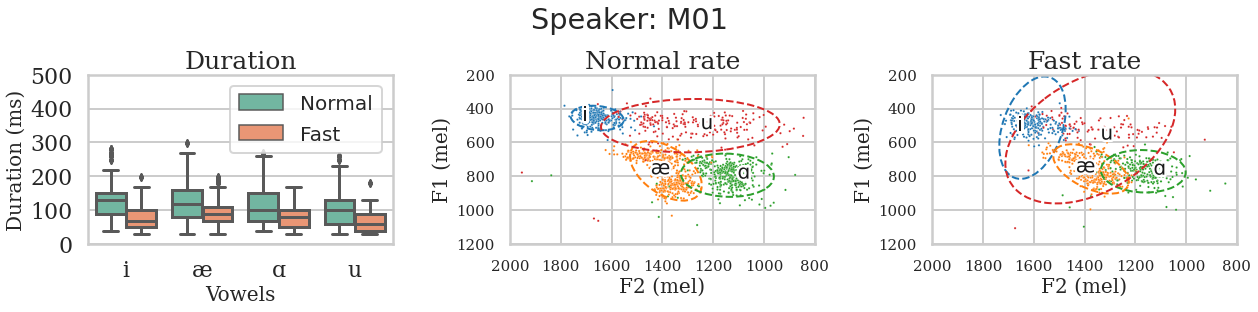 Speaker: M01
Duration
Duration (ms)
500
400
300
200
100
0
Normal
Fast
i æ ɑ u
Vowels
Normal rate
F1 (mel)
200
400
600
800
1000
1200
i
u
æ
ɑ
2000 1800 1600 1400 1200 1000 800
F2 (mel)
Fast rate
F1 (mel)
200
400
600
800
1000
1200
i
u
æ
ɑ
2000 1800 1600 1400 1200 1000 800
F2 (mel)